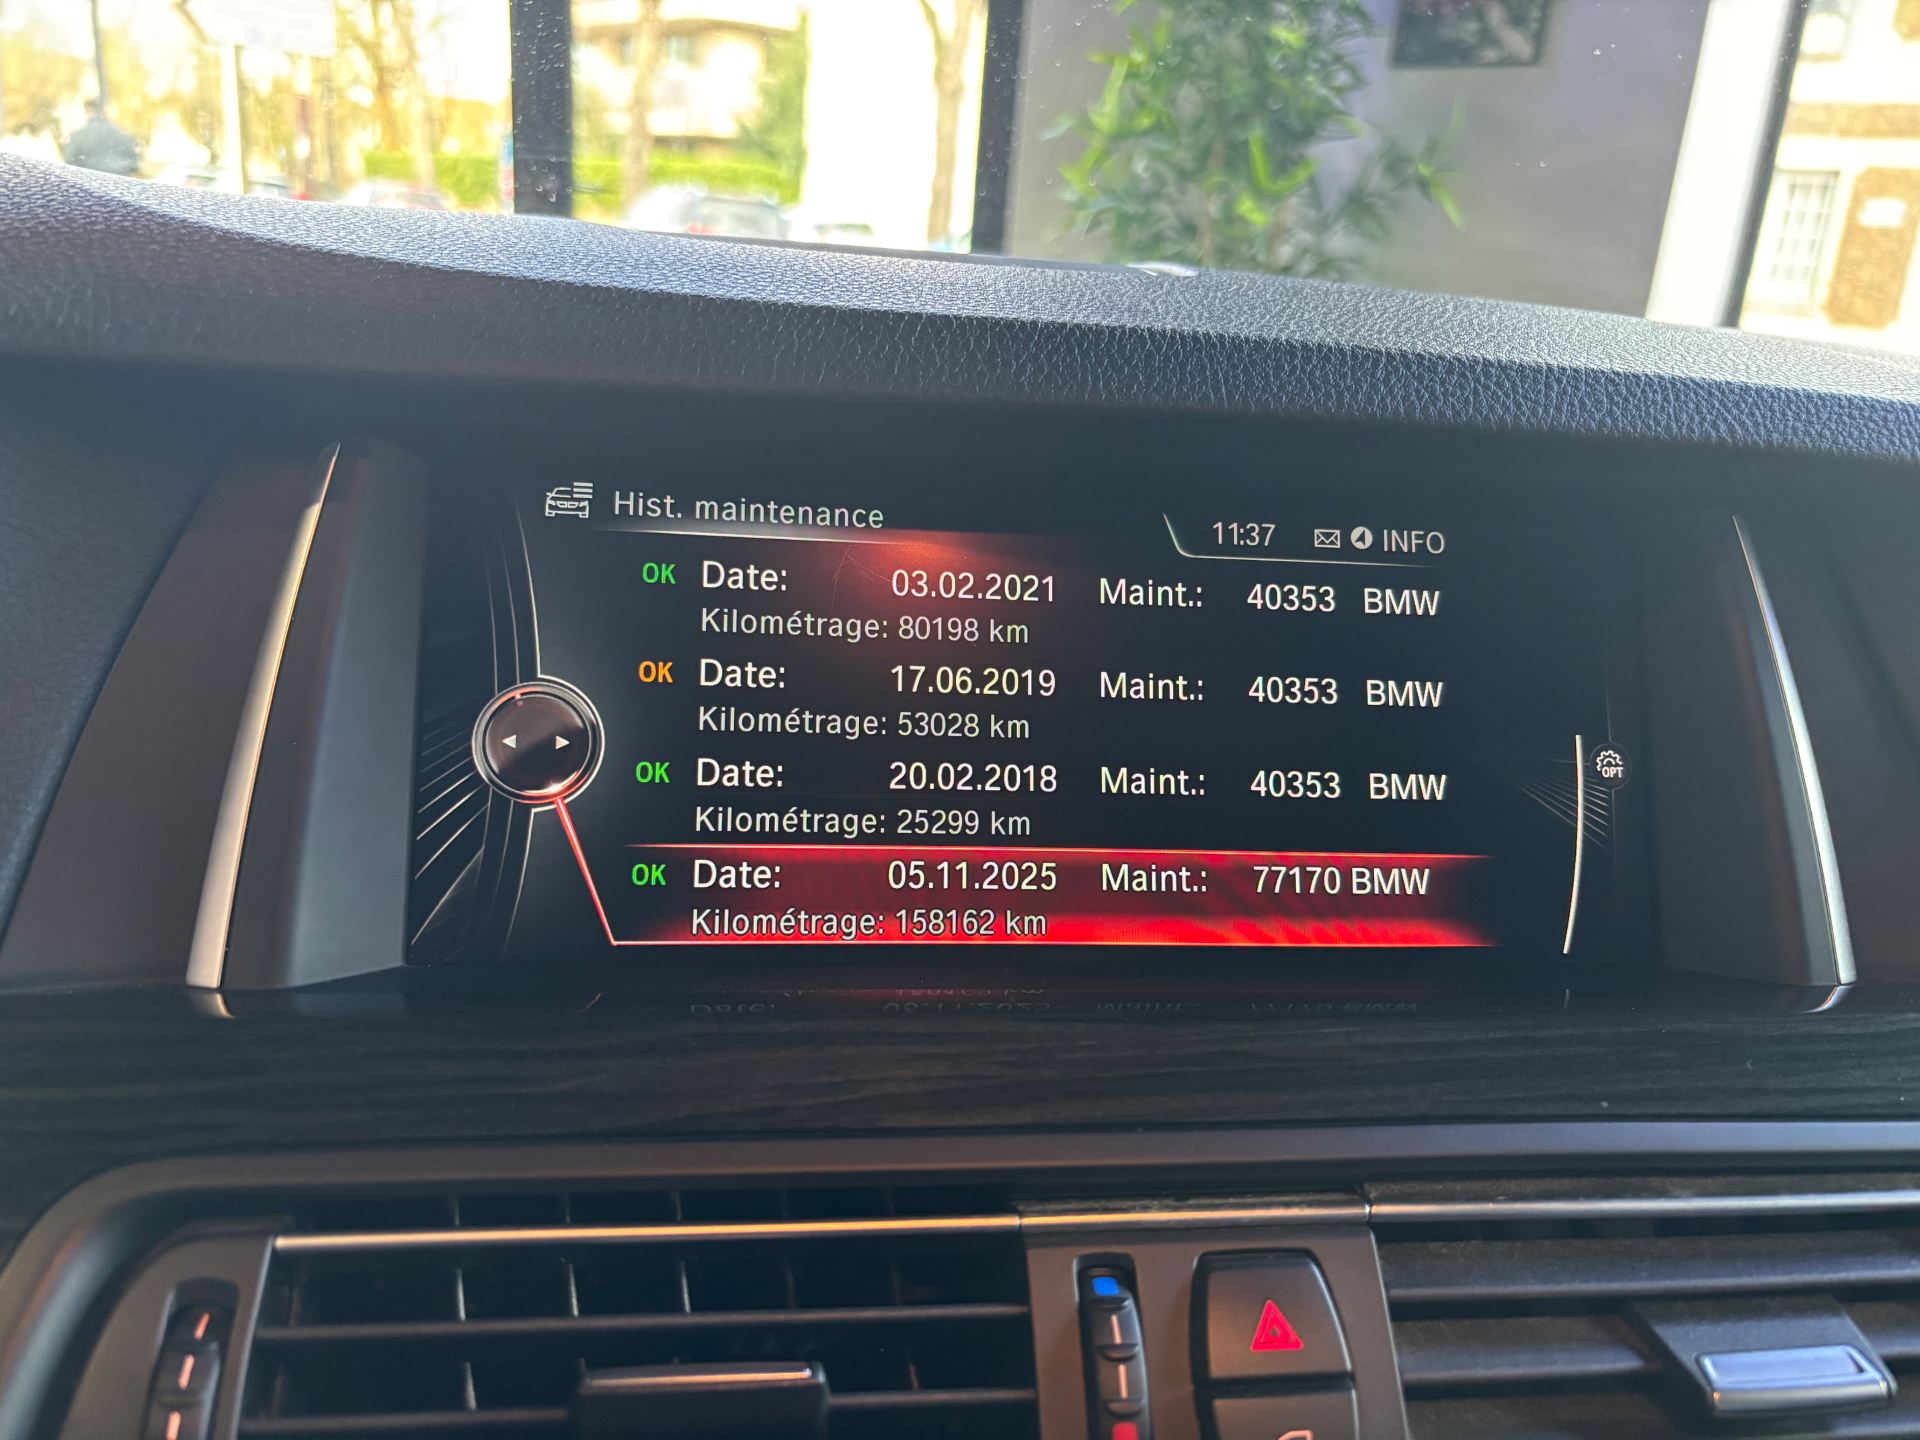 Hist. maintenance
11:37 INFO
OK Date: 03.02.2021 Maint.: 40353 BMW
Kilométrage: 80198 km
OK Date: 17.06.2019 Maint.: 40353 BMW
Kilométrage: 53028 km
OK Date: 20.02.2018 Maint.: 40353 BMW
Kilométrage: 25299 km
OPT
OK Date: 05.11.2025 Maint.: 77170 BMW
Kilométrage: 158162 km